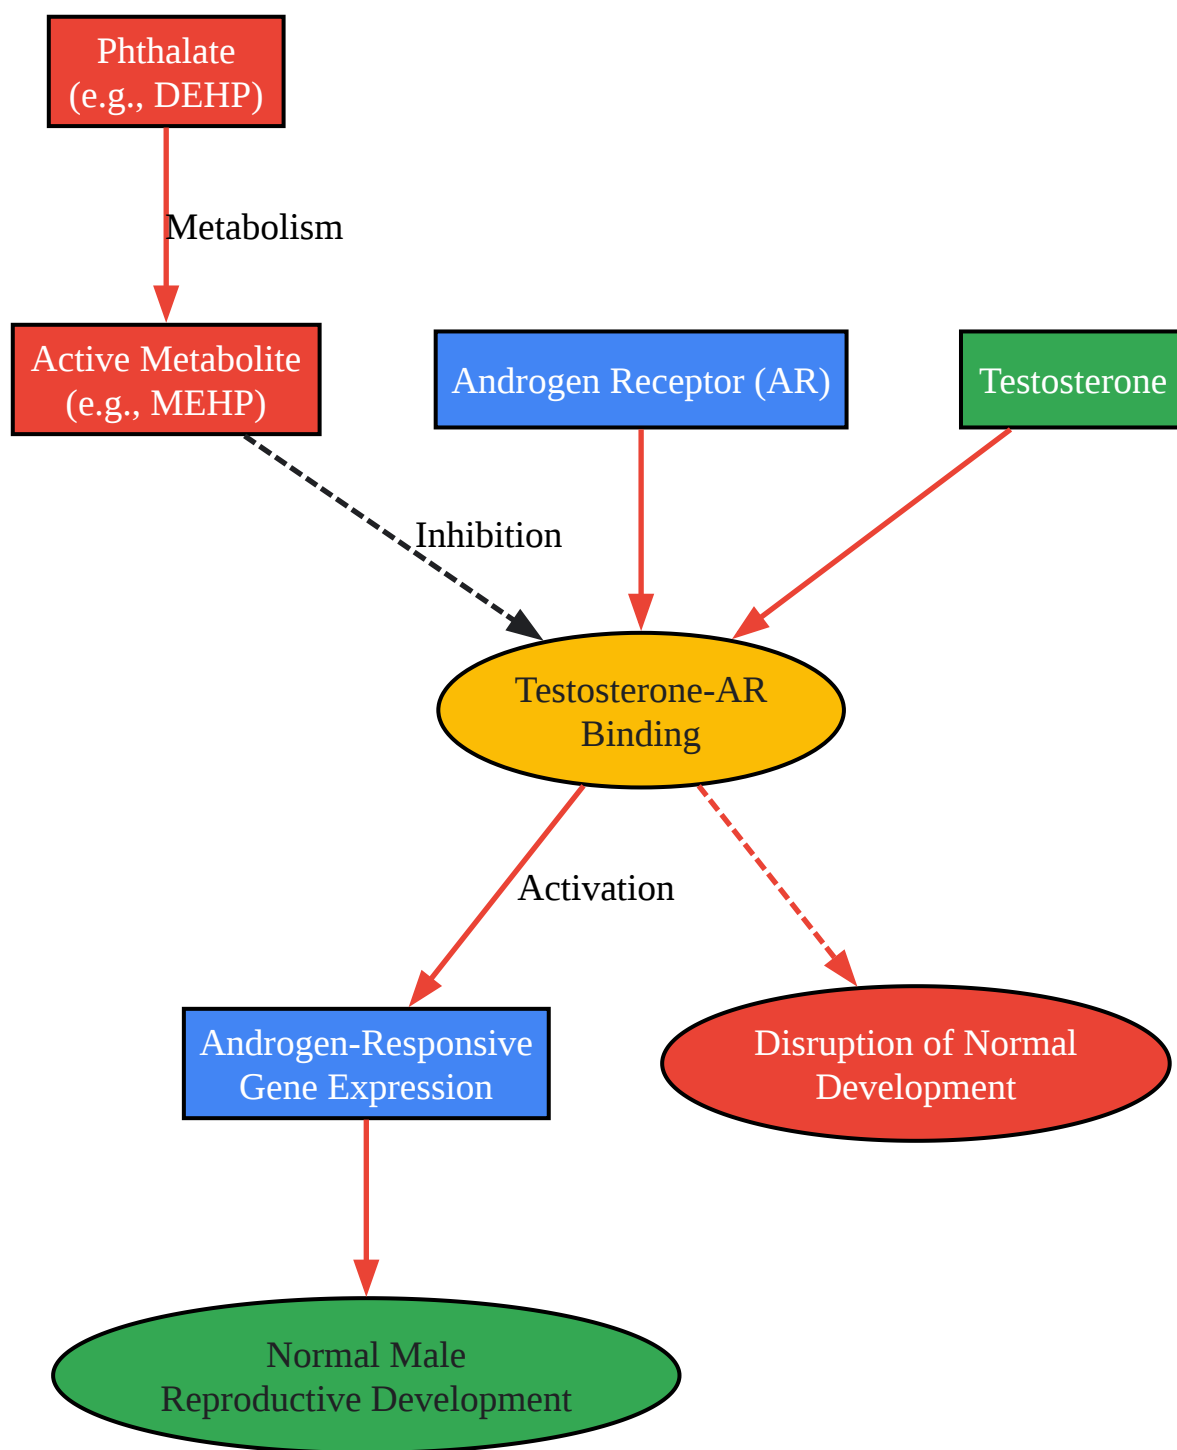 Phthalate
(e.g., DEHP)
Metabolism
Active Metabolite
(e.g., MEHP)
Androgen Receptor (AR)
Testosterone
Inhibition
Testosterone-AR
Binding
Activation
Androgen-Responsive
Gene Expression
Disruption of Normal
Development
Normal Male
Reproductive Development